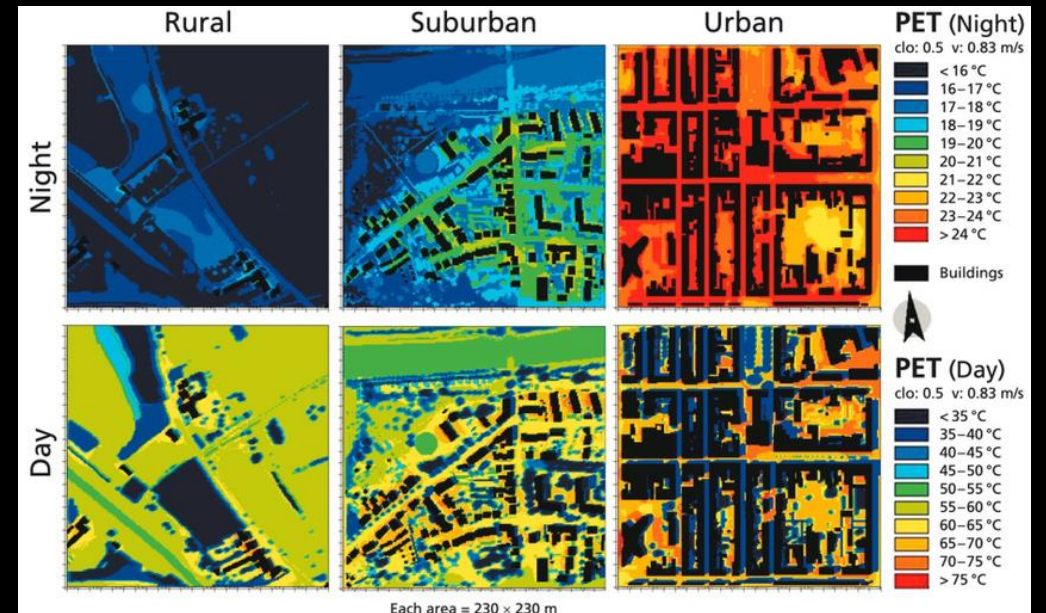 Rural
Suburban
Urban
Night
Day
PET (Night)
clo: 0.5 v: 0.83 m/s
< 16 °C
16–17 °C
17–18 °C
18–19 °C
19–20 °C
20–21 °C
21–22 °C
22–23 °C
23–24 °C
> 24 °C
Buildings
PET (Day)
clo: 0.5 v: 0.83 m/s
< 35 °C
35–40 °C
40–45 °C
45–50 °C
50–55 °C
55–60 °C
60–65 °C
65–70 °C
70–75 °C
> 75 °C
Each area = 230 × 230 m